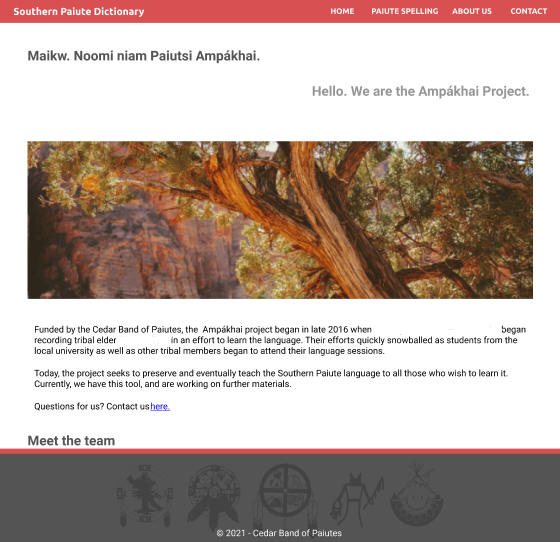 Southern Paiute Dictionary
HOME PAIUTE SPELLING ABOUT US CONTACT
Maikw. Noomi niam Paiutsi Ampákhai.
Hello. We are the Ampákhai Project.
Funded by the Cedar Band of Paiutes, the Ampákhai project began in late 2016 when began
recording tribal elder in an effort to learn the language. Their efforts quickly snowballed as students from the
local university as well as other tribal members began to attend their language sessions.
Today, the project seeks to preserve and eventually teach the Southern Paiute language to all those who wish to learn it.
Currently, we have this tool, and are working on further materials.
Questions for us? Contact us here.
Meet the team
© 2021 - Cedar Band of Paiutes